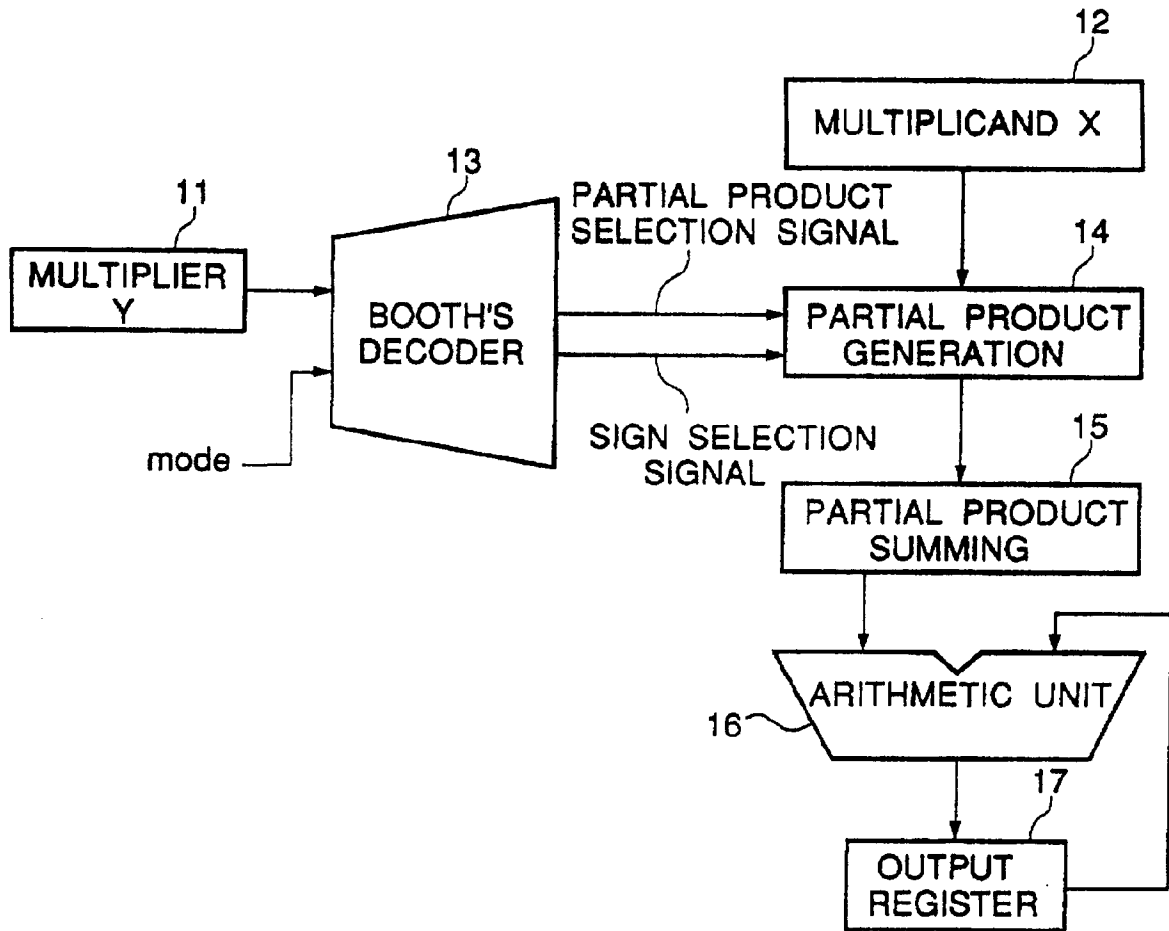 12
MULTIPLICAND X
13
PARTIAL PRODUCT
SELECTION SIGNAL
11
MULTIPLIER
Y
14
BOOTH'S
DECODER
PARTIAL PRODUCT
GENERATION
mode
SIGN SELECTION
SIGNAL
15
PARTIAL PRODUCT
SUMMING
ARITHMETIC UNIT
16
17
OUTPUT
REGISTER